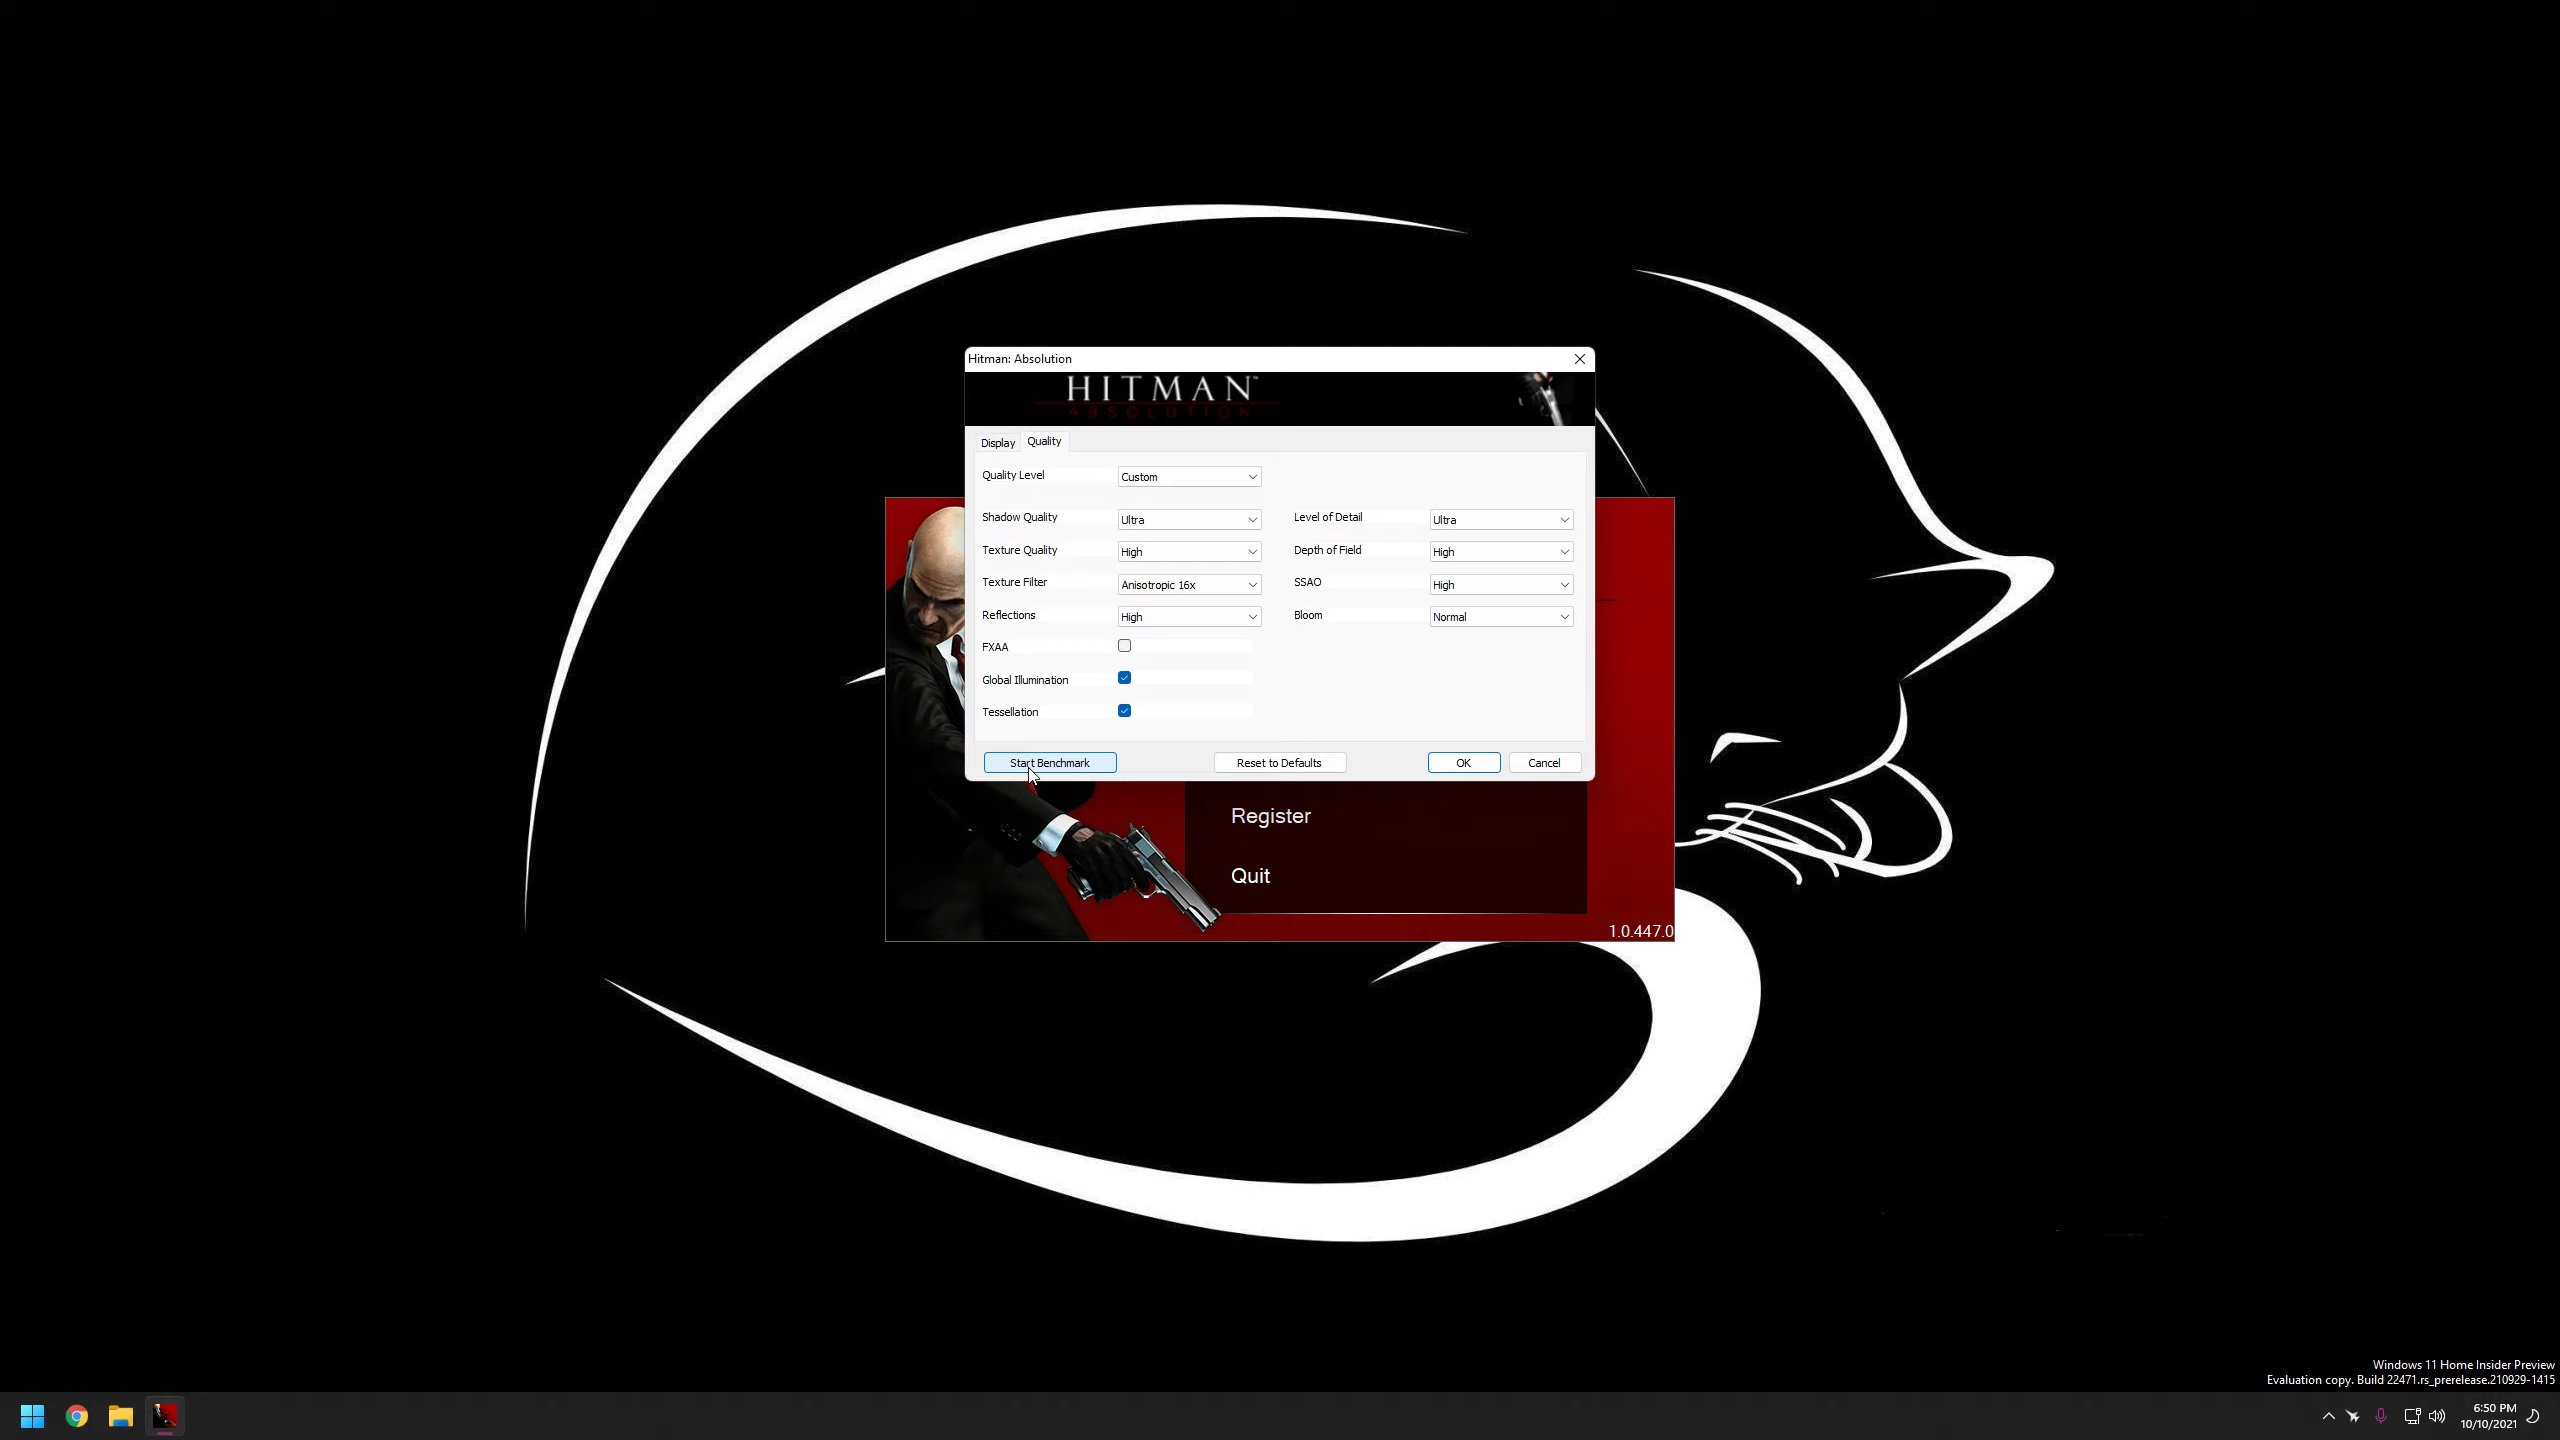 Hitman: Absolution
HITMAN™
ABSOLUTION
Display Quality
Quality Level Custom
Shadow Quality Ultra Level of Detail Ultra
Texture Quality High Depth of Field High
Texture Filter Anisotropic 16x SSAO High
Reflections High Bloom Normal
FXAA
Global Illumination
Tessellation
Start Benchmark Reset to Defaults OK Cancel
Register
Quit
1.0.447.0
Windows 11 Home Insider Preview
Evaluation copy. Build 22471.rs_prerelease.210929-1415
6:50 PM
10/10/2021